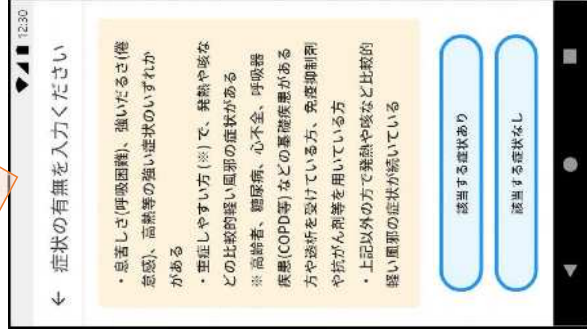 12:30
← 症状の有無を入力ください
・息苦しさ(呼吸困難)、強いだるさ(倦
怠感)、高熱等の強い症状のいずれか
がある
・重症しやすい方(※)で、発熱や咳な
どの比較的軽い風邪の症状がある
※高齢者、糖尿病、心不全、呼吸器
疾患(COPD等)などの基礎疾患がある
方や透析を受けている方、免疫抑制剤
や抗がん剤等を用いている方
・上記以外の方で発熱や咳など比較的
軽い風邪の症状が続いている
該当する症状あり
該当する症状なし